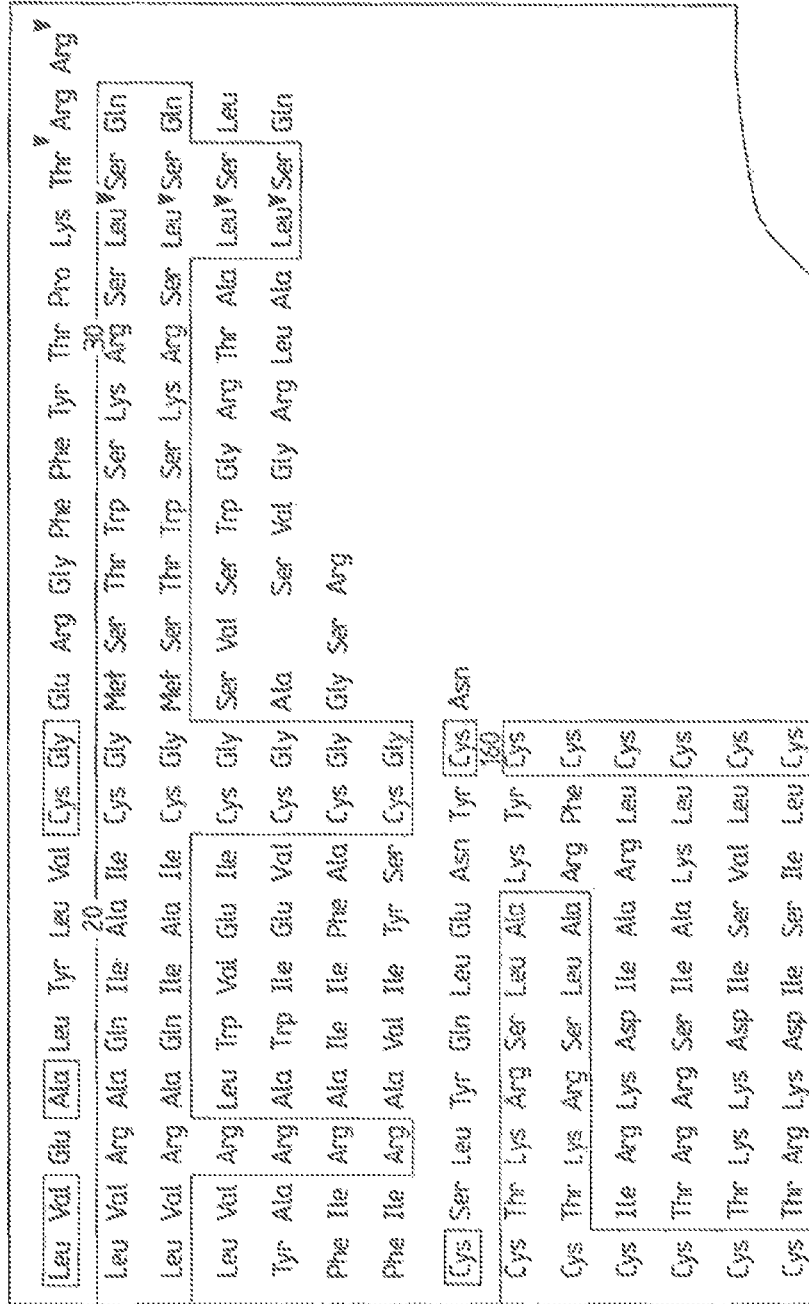 Leu Val Glu Ala Leu Tyr Leu Val Cys Gly Glu Arg Gly Phe Phe Tyr Thr Pro Lys Thr▼ Arg Arg▼
20 30
Leu Val Arg Ala Gln Ile Ala Ile Cys Gly Met Ser Thr Trp Ser Lys Arg Ser Leu▼Ser Gln
Leu Val Arg Ala Gln Ile Ala Ile Cys Gly Met Ser Thr Trp Ser Lys Arg Ser Leu▼Ser Gln
Leu Val Arg Leu Trp Val Glu Ile Cys Gly Ser Val Ser Trp Gly Arg Thr Ala Leu▼Ser Leu
Tyr Ala Arg Ala Trp Ile Glu Val Cys Gly Ala Ser Val Gly Arg Leu Ala Leu▼Ser Gln
Phe Ile Arg Ala Ile Ile Phe Ala Cys Gly Gly Ser Arg
Phe Ile Arg Ala Val Ile Tyr Ser Cys Gly
Cys Ser Leu Tyr Gln Leu Glu Asn Tyr Cys Asn
160
Cys Thr Lys Arg Ser Leu Ala Lys Tyr Cys
Cys Thr Lys Arg Ser Leu Ala Arg Phe Cys
Cys Ile Arg Lys Asp Ile Ala Arg Leu Cys
Cys Thr Arg Arg Ser Ile Ala Lys Leu Cys
Cys Thr Lys Lys Asp Ile Ser Val Leu Cys
Cys Thr Arg Lys Asp Ile Ser Ile Leu Cys